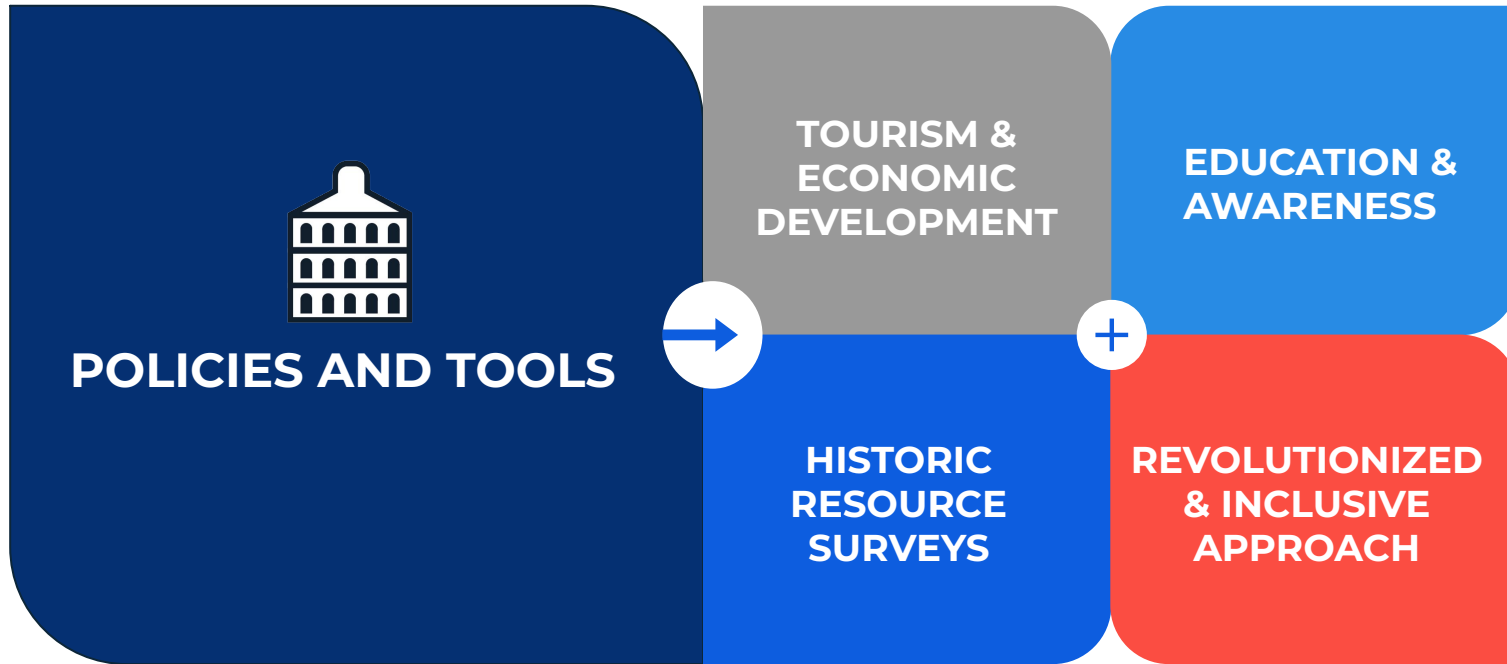 POLICIES AND TOOLS
TOURISM &
ECONOMIC
DEVELOPMENT
EDUCATION &
AWARENESS
HISTORIC
RESOURCE
SURVEYS
REVOLUTIONIZED
& INCLUSIVE
APPROACH